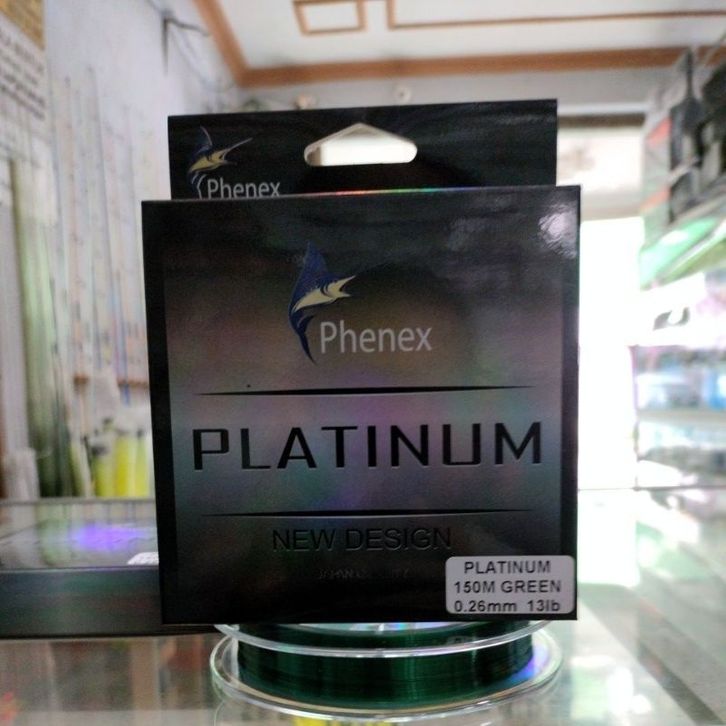 Phenex
Phenex
PLATINUM
NEW DESIGN
PLATINUM
150M GREEN
0.26mm 13lb